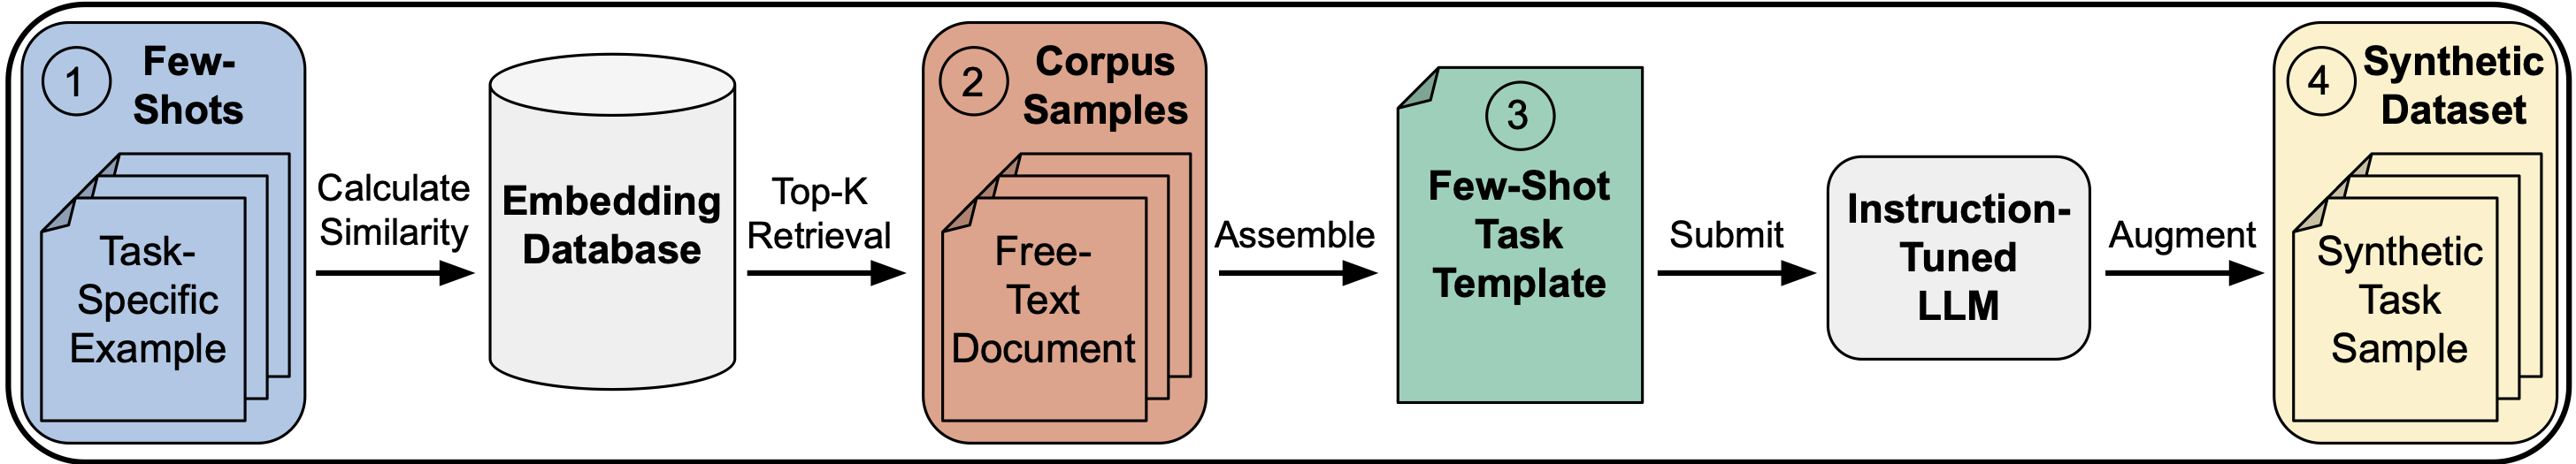 1
Few-
Shots
Task-
Specific
Example
Calculate
Similarity
Embedding
Database
Top-K
Retrieval
2
Corpus
Samples
Free-
Text
Document
Assemble
3
Few-Shot
Task
Template
Submit
Instruction-
Tuned
LLM
Augment
4
Synthetic
Dataset
Synthetic
Task
Sample